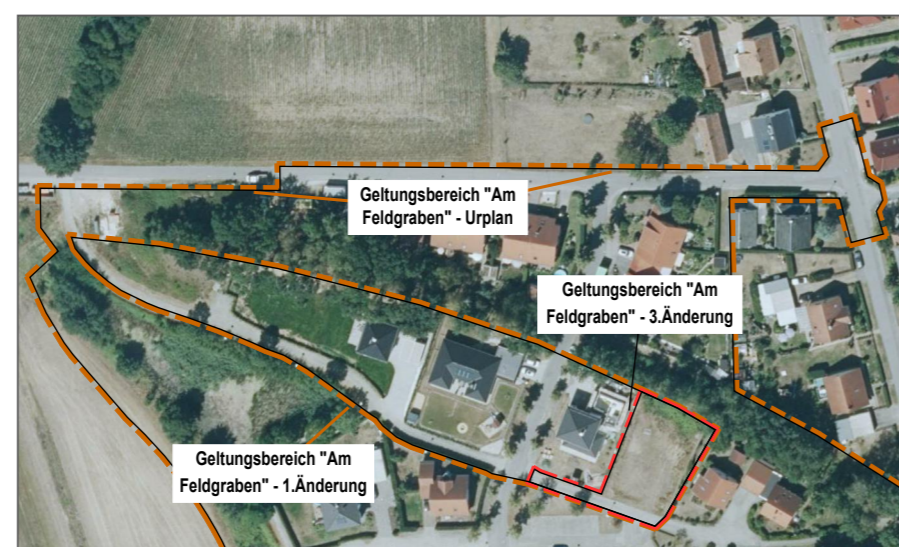 Geltungsbereich "Am
Feldgraben" - Urplan
Geltungsbereich "Am
Feldgraben" - 3.Änderung
Geltungsbereich "Am
Feldgraben" - 1.Änderung